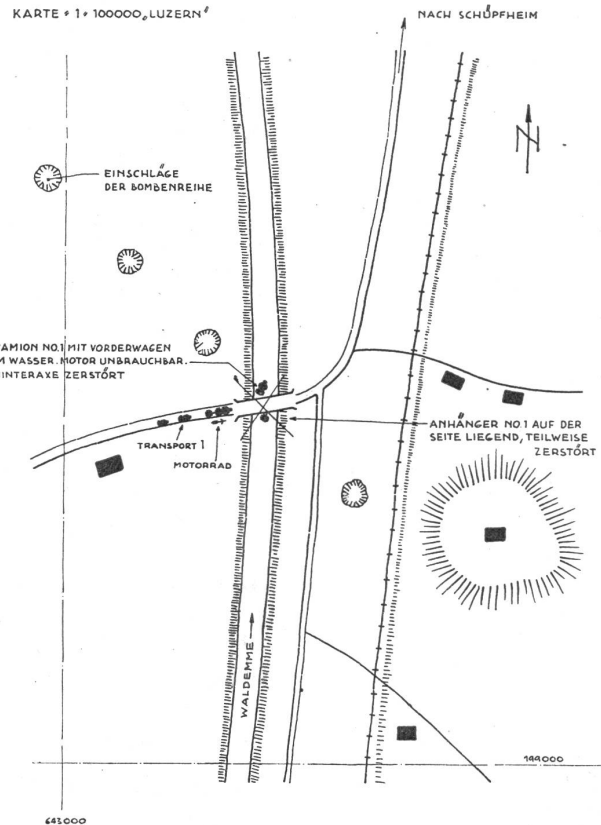 KARTE • 1 • 100000 „LUZERN“
NACH SCHÜPFHEIM
N
EINSCHLÄGE
DER BOMBENREIHE
AMION NO.1 MIT VORDERWAGEN
M WASSER. MOTOR UNBRAUCHBAR.
INTERAXE ZERSTÖRT
ANHÄNGER NO.1 AUF DER
SEITE LIEGEND, TEILWEISE
ZERSTÖRT
TRANSPORT 1
MOTORRAD
WALDEMME
144000
643000